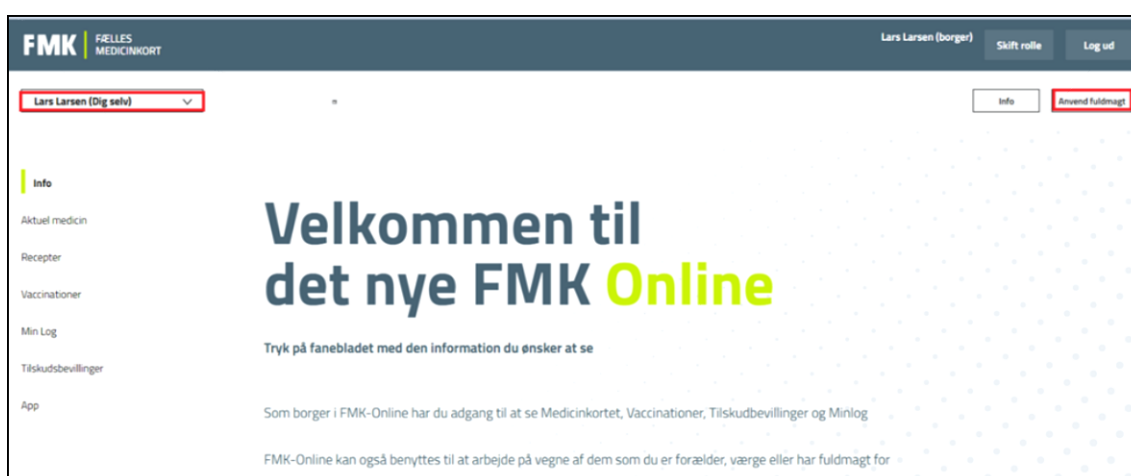 FMK FÆLLES
MEDICINKORT
Lars Larsen (borger)
Skift rolle
Log ud
Lars Larsen (Dig selv)
Info
Anvend fuldmagt
Info
Aktuel medicin
Recepter
Vaccinationer
Min Log
Tilskudsbevillinger
App
Velkommen til
det nye FMK Online
Tryk på fanebladet med den information du ønsker at se
Som borger i FMK-Online har du adgang til at se Medicinkortet, Vaccinationer, Tilskudbevillinger og Minlog
FMK-Online kan også benyttes til at arbejde på vegne af dem som du er forælder, værge eller har fuldmagt for